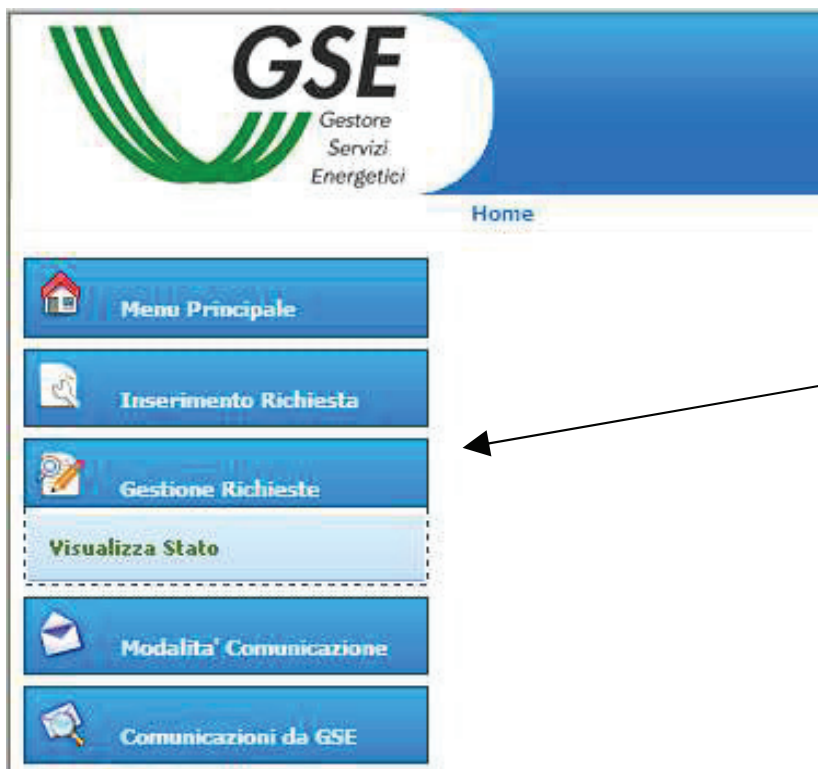 GSE
Gestore
Servizi
Energetici
Home
Menu Principale
Inserimento Richiesta
Gestione Richieste
Visualizza Stato
Modalita' Comunicazione
Comunicazioni da GSE